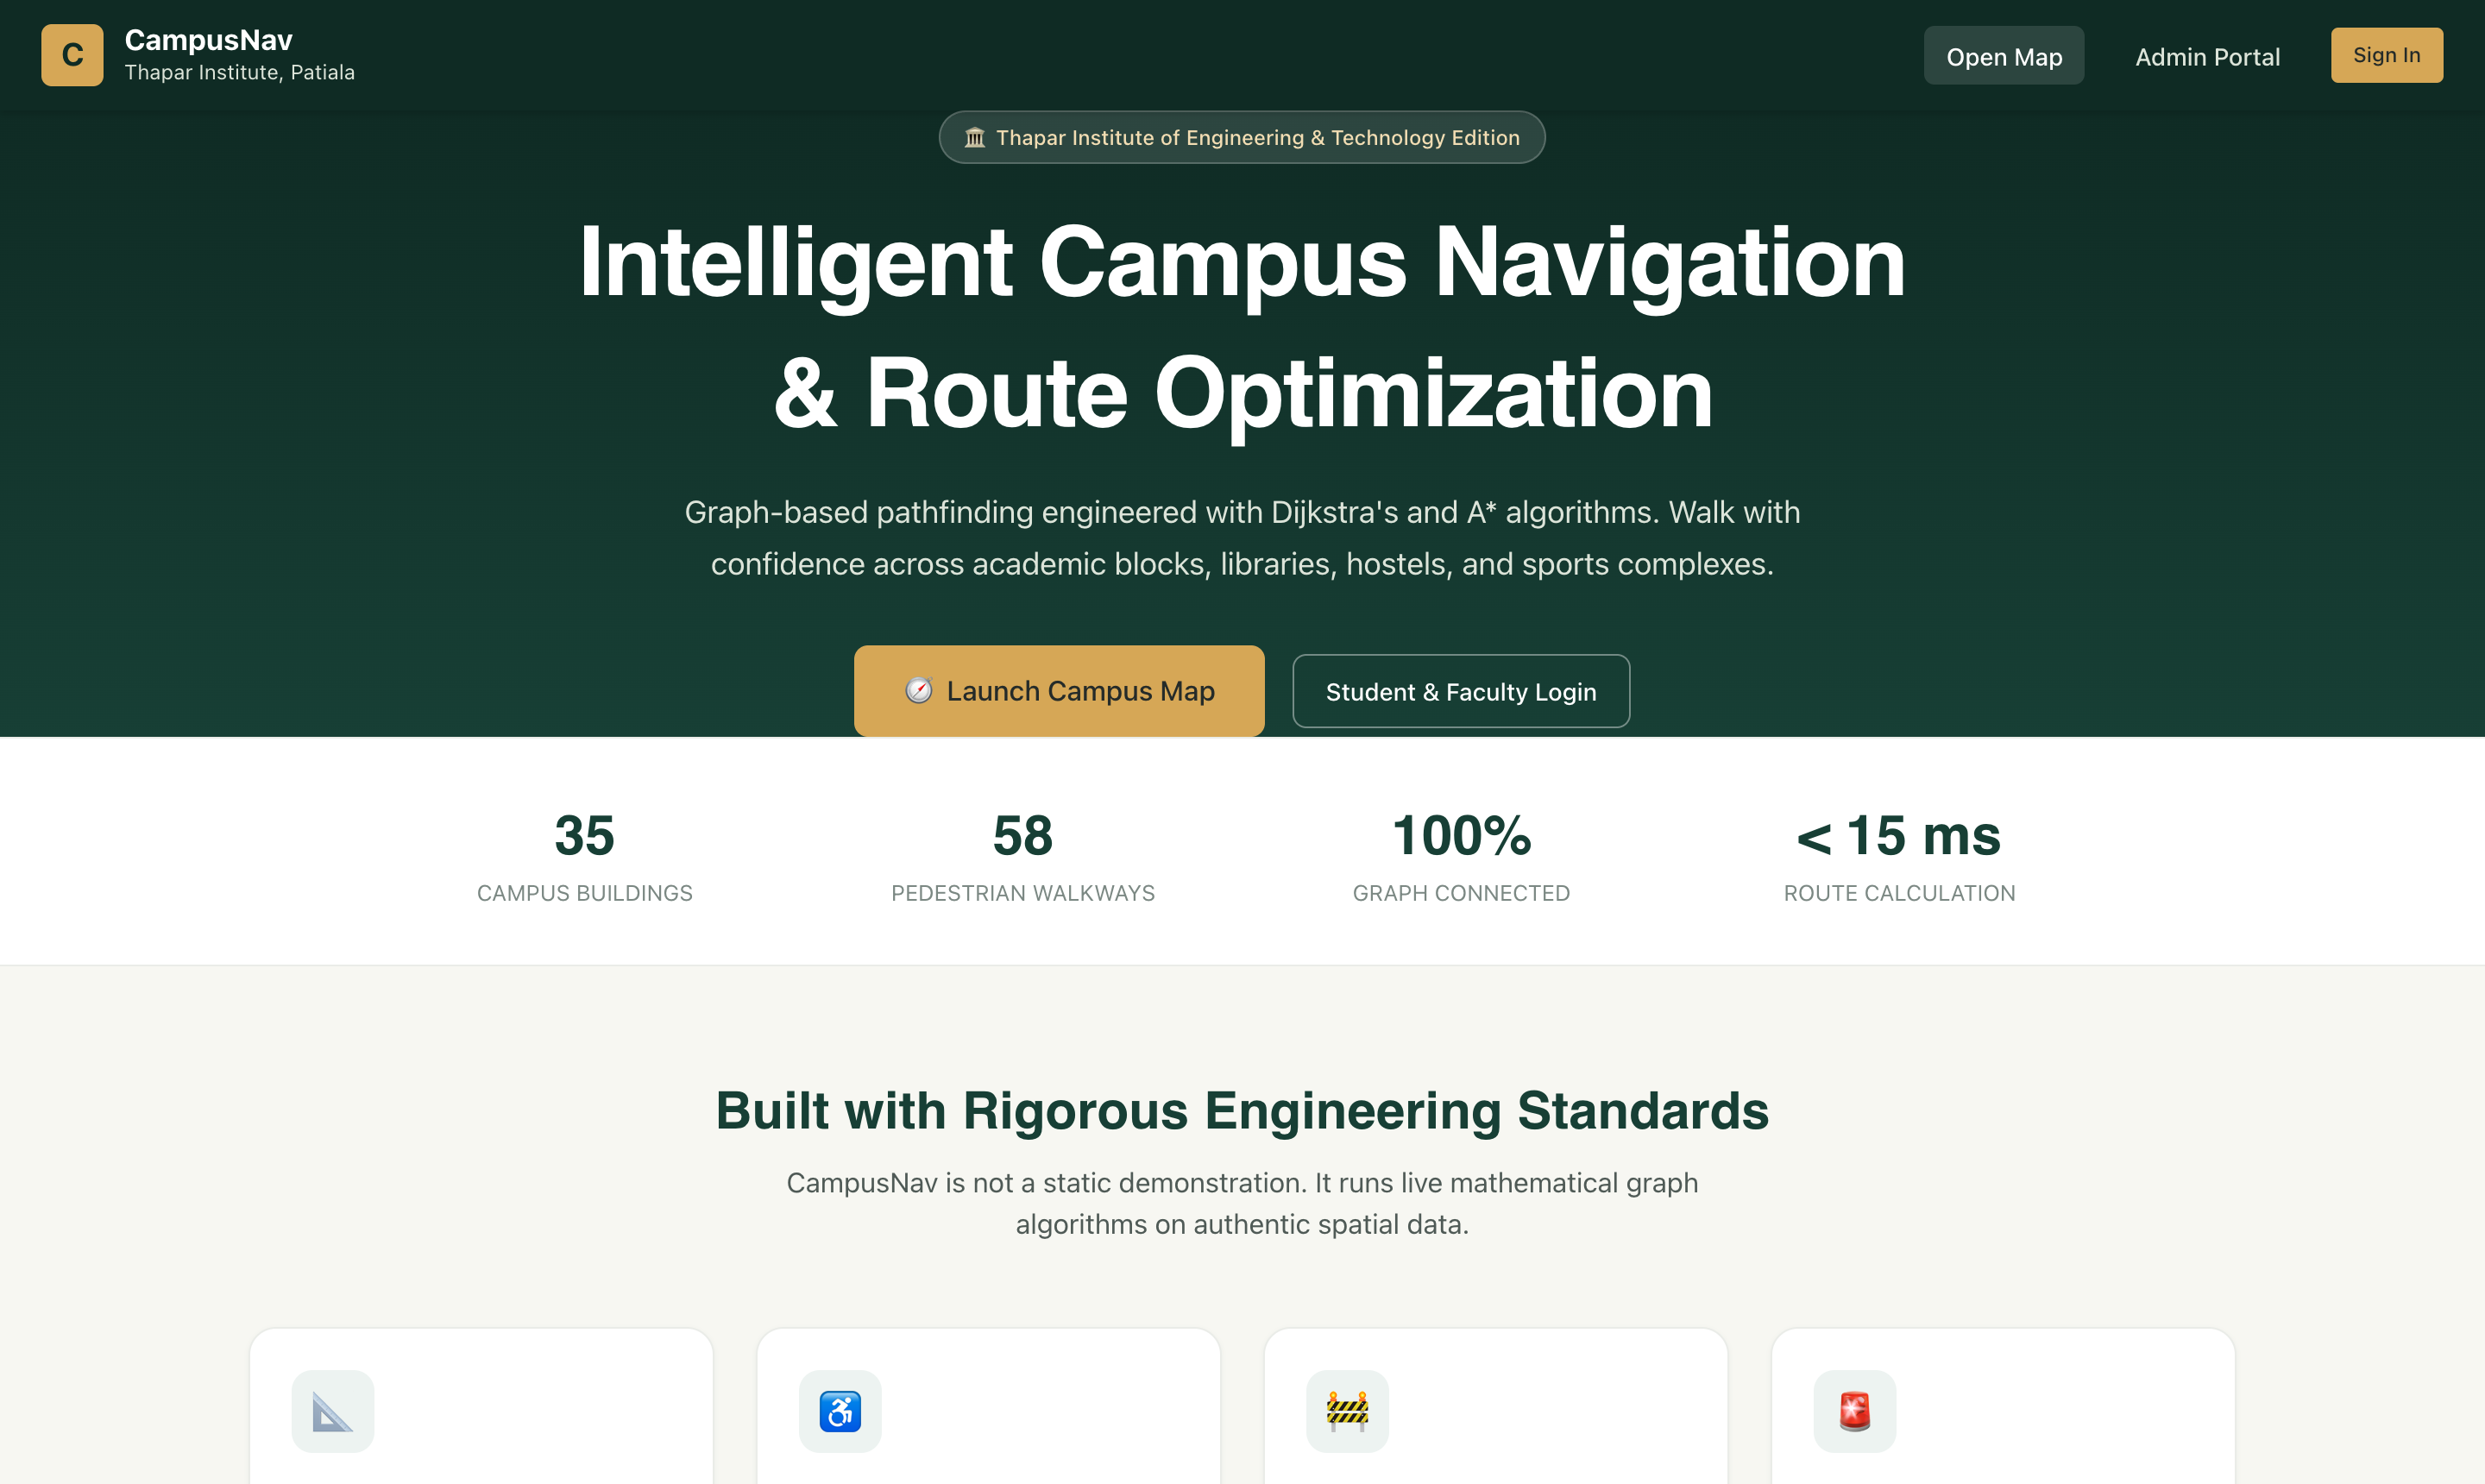 C
CampusNav
Thapar Institute, Patiala
Open Map
Admin Portal
Sign In
🏛️ Thapar Institute of Engineering & Technology Edition
Intelligent Campus Navigation
& Route Optimization
Graph-based pathfinding engineered with Dijkstra's and A* algorithms. Walk with
confidence across academic blocks, libraries, hostels, and sports complexes.
🧭 Launch Campus Map
Student & Faculty Login
35
CAMPUS BUILDINGS
58
PEDESTRIAN WALKWAYS
100%
GRAPH CONNECTED
< 15 ms
ROUTE CALCULATION
Built with Rigorous Engineering Standards
CampusNav is not a static demonstration. It runs live mathematical graph
algorithms on authentic spatial data.